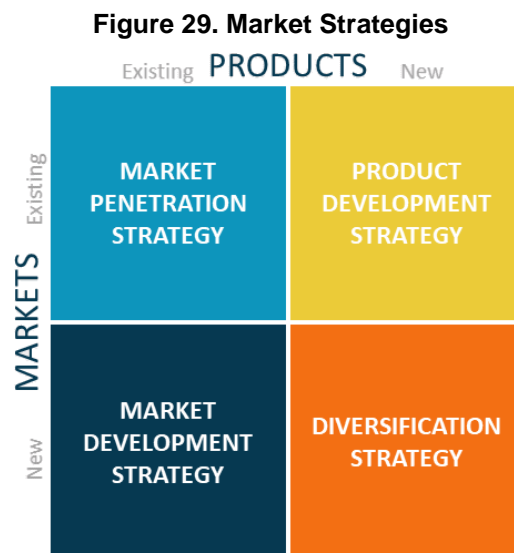 Figure 29. Market Strategies
Existing PRODUCTS New
Existing
MARKET
PENETRATION
STRATEGY
PRODUCT
DEVELOPMENT
STRATEGY
MARKETS
New
MARKET
DEVELOPMENT
STRATEGY
DIVERSIFICATION
STRATEGY